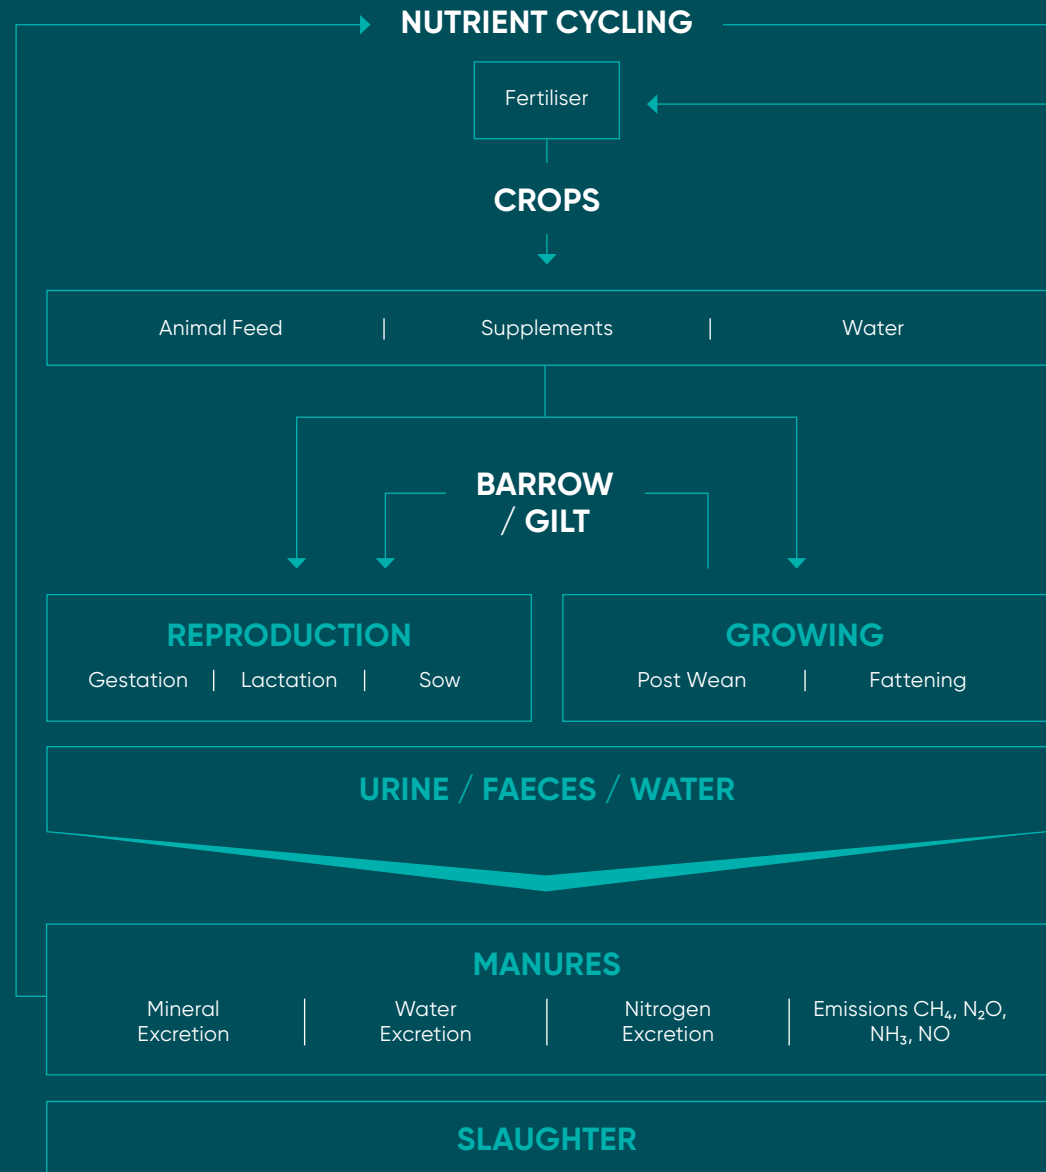 NUTRIENT CYCLING
Fertiliser
CROPS
Animal Feed | Supplements | Water
BARROW
/ GILT
REPRODUCTION
Gestation | Lactation | Sow
GROWING
Post Wean | Fattening
URINE / FAECES / WATER
MANURES
Mineral
Excretion
Water
Excretion
Nitrogen
Excretion
Emissions CH₄, N₂O,
NH₃, NO
SLAUGHTER